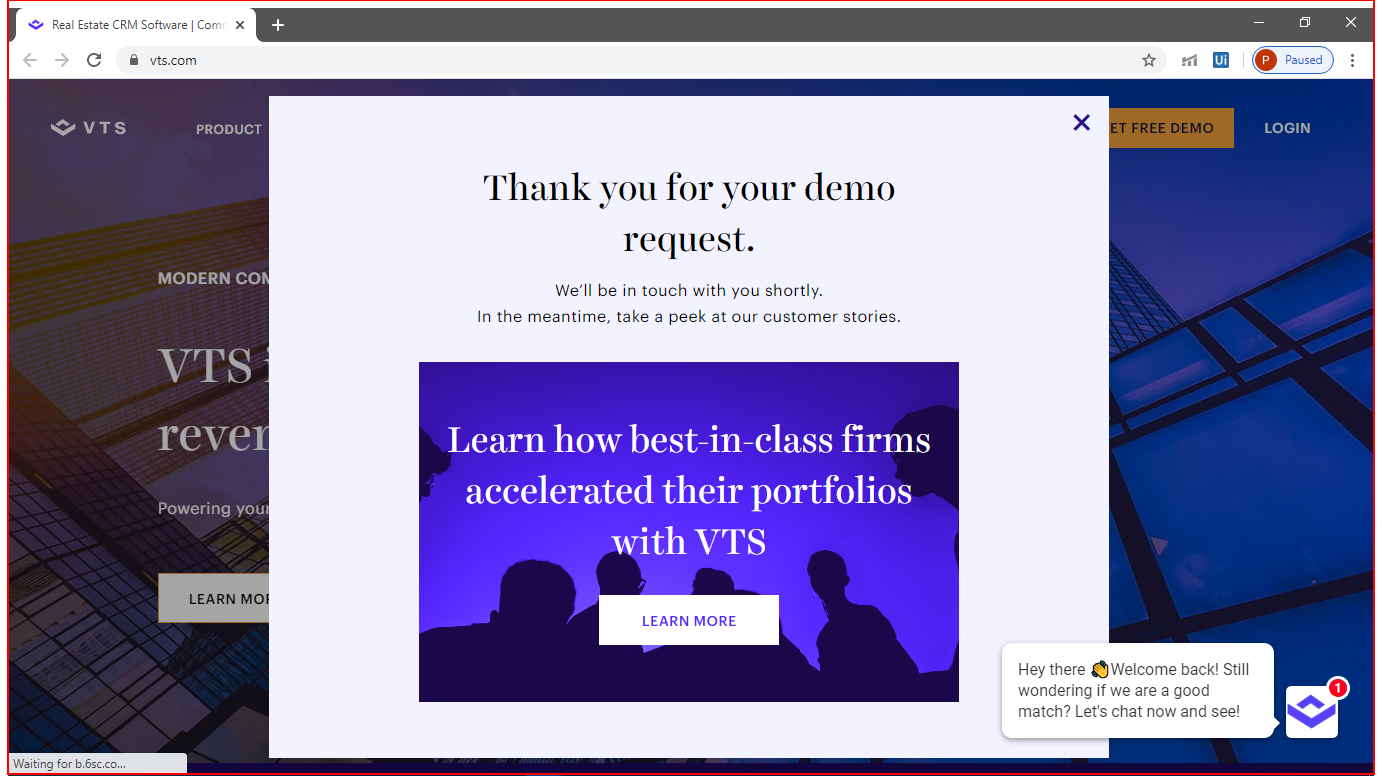 Real Estate CRM Software | Com
vts.com
Ui
P
Paused
VTS
PRODUCT
ET FREE DEMO
LOGIN
Thank you for your demo
request.
We'll be in touch with you shortly.
In the meantime, take a peek at our customer stories.
MODERN COM
VTS i
reven
Powering your
LEARN MOR
Learn how best-in-class firms
accelerated their portfolios
with VTS
LEARN MORE
Hey there 👋Welcome back! Still
wondering if we are a good
match? Let's chat now and see!
1
Waiting for b.6sc.co...